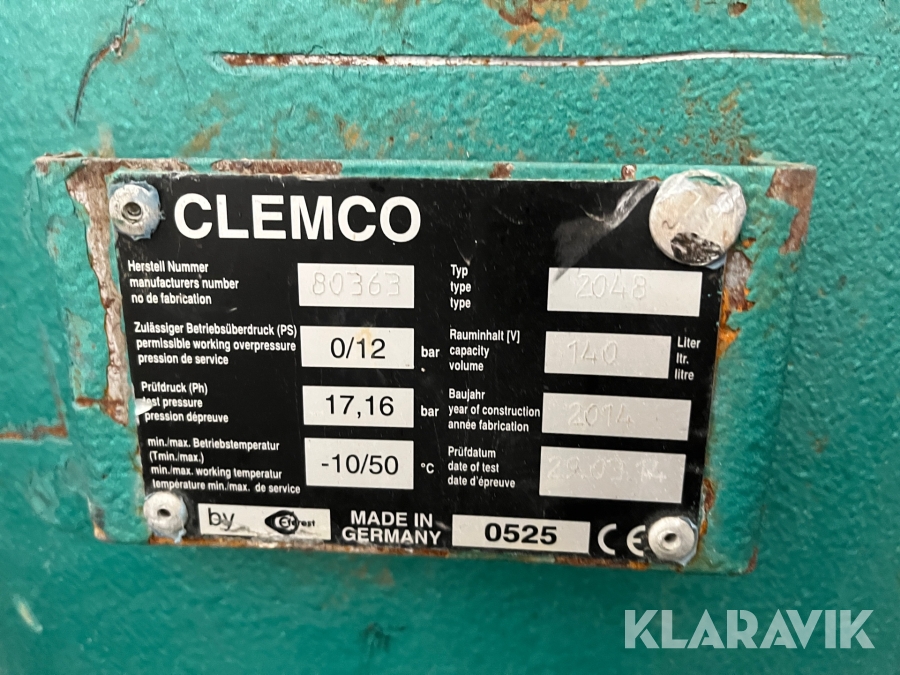 CLEMCO
Herstell Nummer
manufacturers number
no de fabrication
80363
Typ
type
type
2048
Zulässiger Betriebsüberdruck (PS)
permissible working overpressure
pression de service
0/12 bar
Rauminhalt [V]
capacity
volume
140
Liter
ltr.
litre
Prüfdruck (Ph)
test pressure
pression dépreuve
17,16 bar
Baujahr
year of construction
année fabrication
2014
min./max. Betriebstemperatur
(Tmin./max.)
min./max. working temperatur
température min./max. de service
-10/50 °C
Prüfdatum
date of test
date d'épreuve
by
MADE IN
GERMANY
0525
CE
KLARAVIK